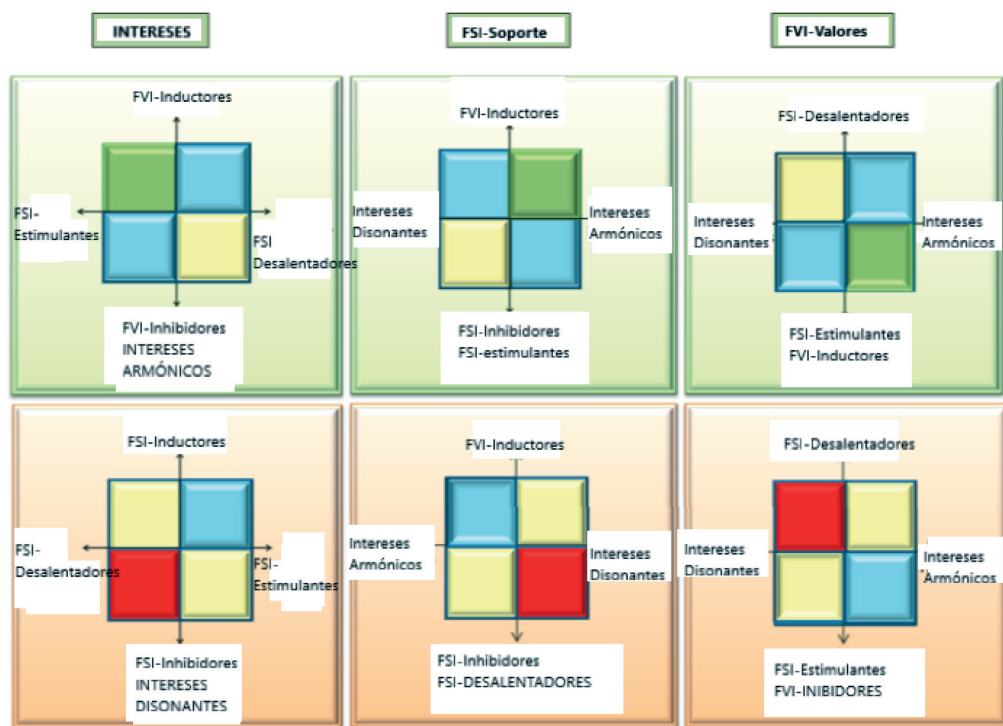 INTERESES
FSI-Soporte
FVI-Valores
FVI-Inductores
FSI-
Estimulantes
FSI
Desalentadores
FVI-Inhibidores
INTERESES
ARMÓNICOS
FVI-Inductores
Intereses
Disonantes
Intereses
Armónicos
FSI-Inhibidores
FSI-estimulantes
FSI-Desalentadores
Intereses
Disonantes
Intereses
Armónicos
FSI-Estimulantes
FVI-Inductores
FSI-Inductores
FSI-
Desalentadores
FSI-
Estimulantes
FSI-Inhibidores
INTERESES
DISONANTES
FVI-Inductores
Intereses
Armónicos
Intereses
Disonantes
FSI-Inhibidores
FSI-DESALENTADORES
FSI-Desalentadores
Intereses
Disonantes
Intereses
Armónicos
FSI-Estimulantes
FVI-INIBIDORES